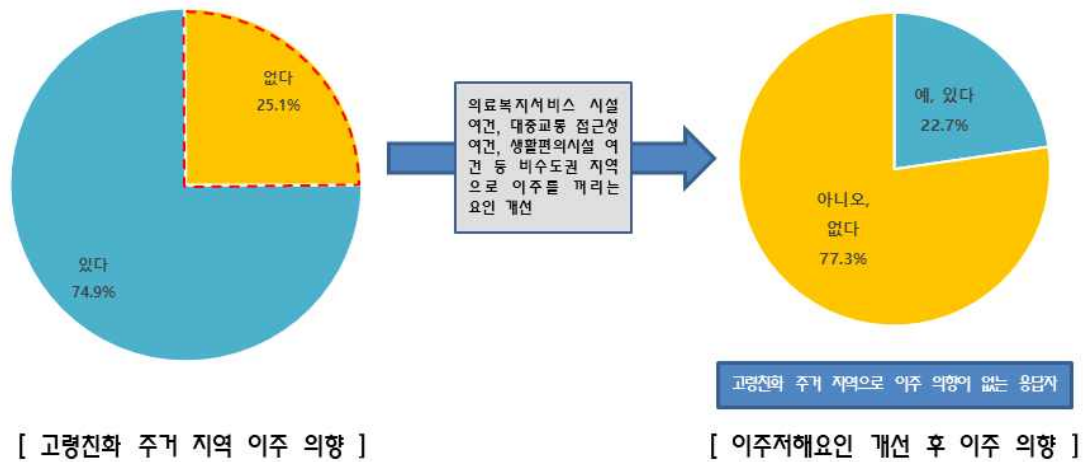 없다
25.1%
있다
74.9%
의료복지서비스 시설
여건, 대중교통 접근성
여건, 생활편의시설 여
건 등 비수도권 지역
으로 이주를 꺼리는
요인 개선
예, 있다
22.7%
아니오,
없다
77.3%
고령친화 주거 지역으로 이주 의향이 없는 응답자
[ 고령친화 주거 지역 이주 의향 ]
[ 이주저해요인 개선 후 이주 의향 ]